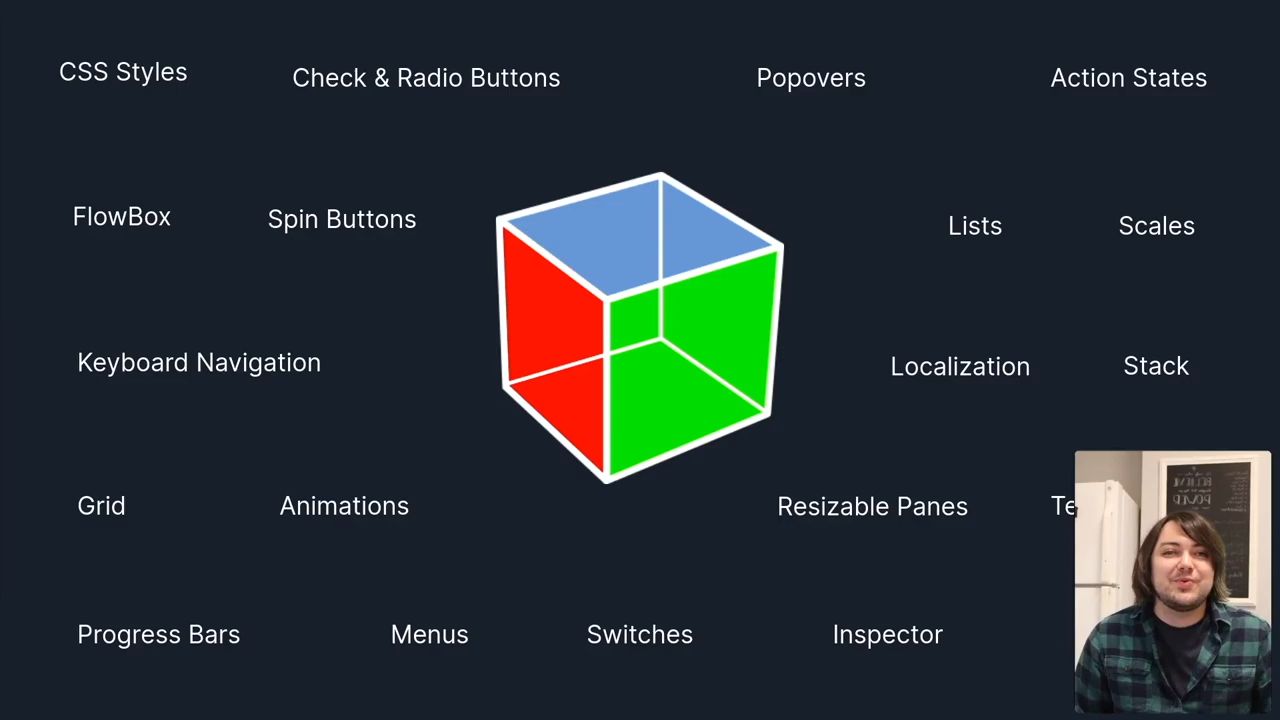 CSS Styles
Check & Radio Buttons
Popovers
Action States
FlowBox
Spin Buttons
Lists
Scales
Keyboard Navigation
Localization
Stack
Grid
Animations
Resizable Panes
Progress Bars
Menus
Switches
Inspector